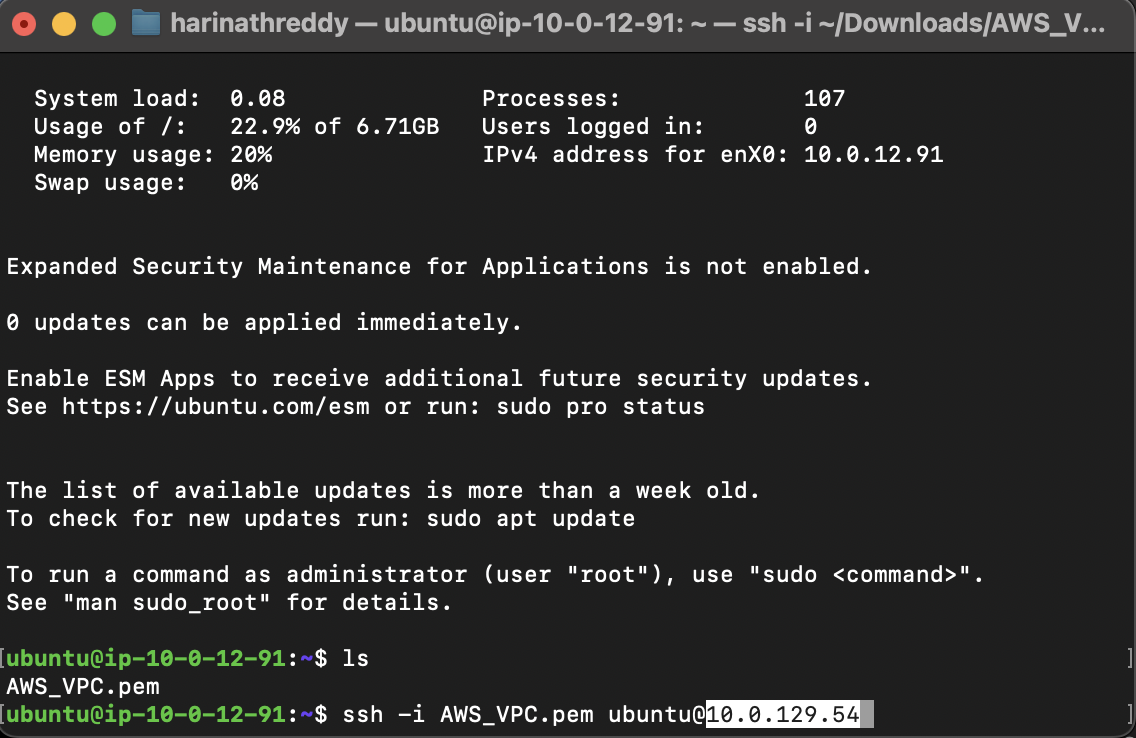 harinathreddy — ubuntu@ip-10-0-12-91: ~ — ssh -i ~/Downloads/AWS_V...
System load: 0.08 Processes: 107
Usage of /: 22.9% of 6.71GB Users logged in: 0
Memory usage: 20% IPv4 address for enX0: 10.0.12.91
Swap usage: 0%
Expanded Security Maintenance for Applications is not enabled.
0 updates can be applied immediately.
Enable ESM Apps to receive additional future security updates.
See https://ubuntu.com/esm or run: sudo pro status
The list of available updates is more than a week old.
To check for new updates run: sudo apt update
To run a command as administrator (user "root"), use "sudo <command>".
See "man sudo_root" for details.
[ubuntu@ip-10-0-12-91:~$ ls ]
AWS_VPC.pem
[ubuntu@ip-10-0-12-91:~$ ssh -i AWS_VPC.pem ubuntu@10.0.129.54 ]